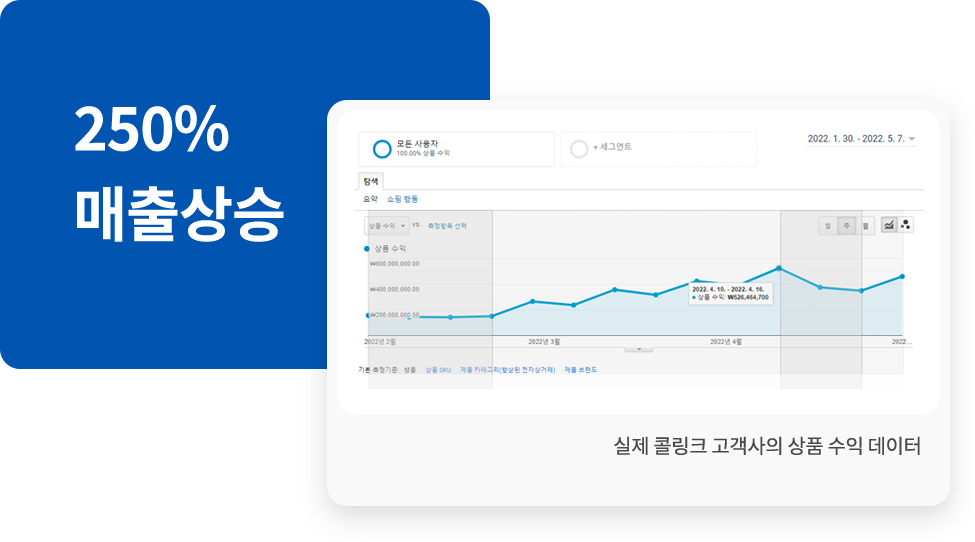 250%
매출상승
모든 사용자
100.00% 상품 수익
+ 세그먼트
2022. 1. 30. - 2022. 5. 7.
탐색
요약 쇼핑 행동
상품 수익 vs. 측정항목 선택
일 주 월
상품 수익
₩600,000,000.00
₩400,000,000.00
₩200,000,000.00
2022. 4. 10. - 2022. 4. 16.
상품 수익: ₩526,464,700
2022년 2월 2022년 3월 2022년 4월 2022...
기본 측정기준: 상품 상품 SKU 제품 카테고리(향상된 전자상거래) 제품 브랜드
실제 콜링크 고객사의 상품 수익 데이터